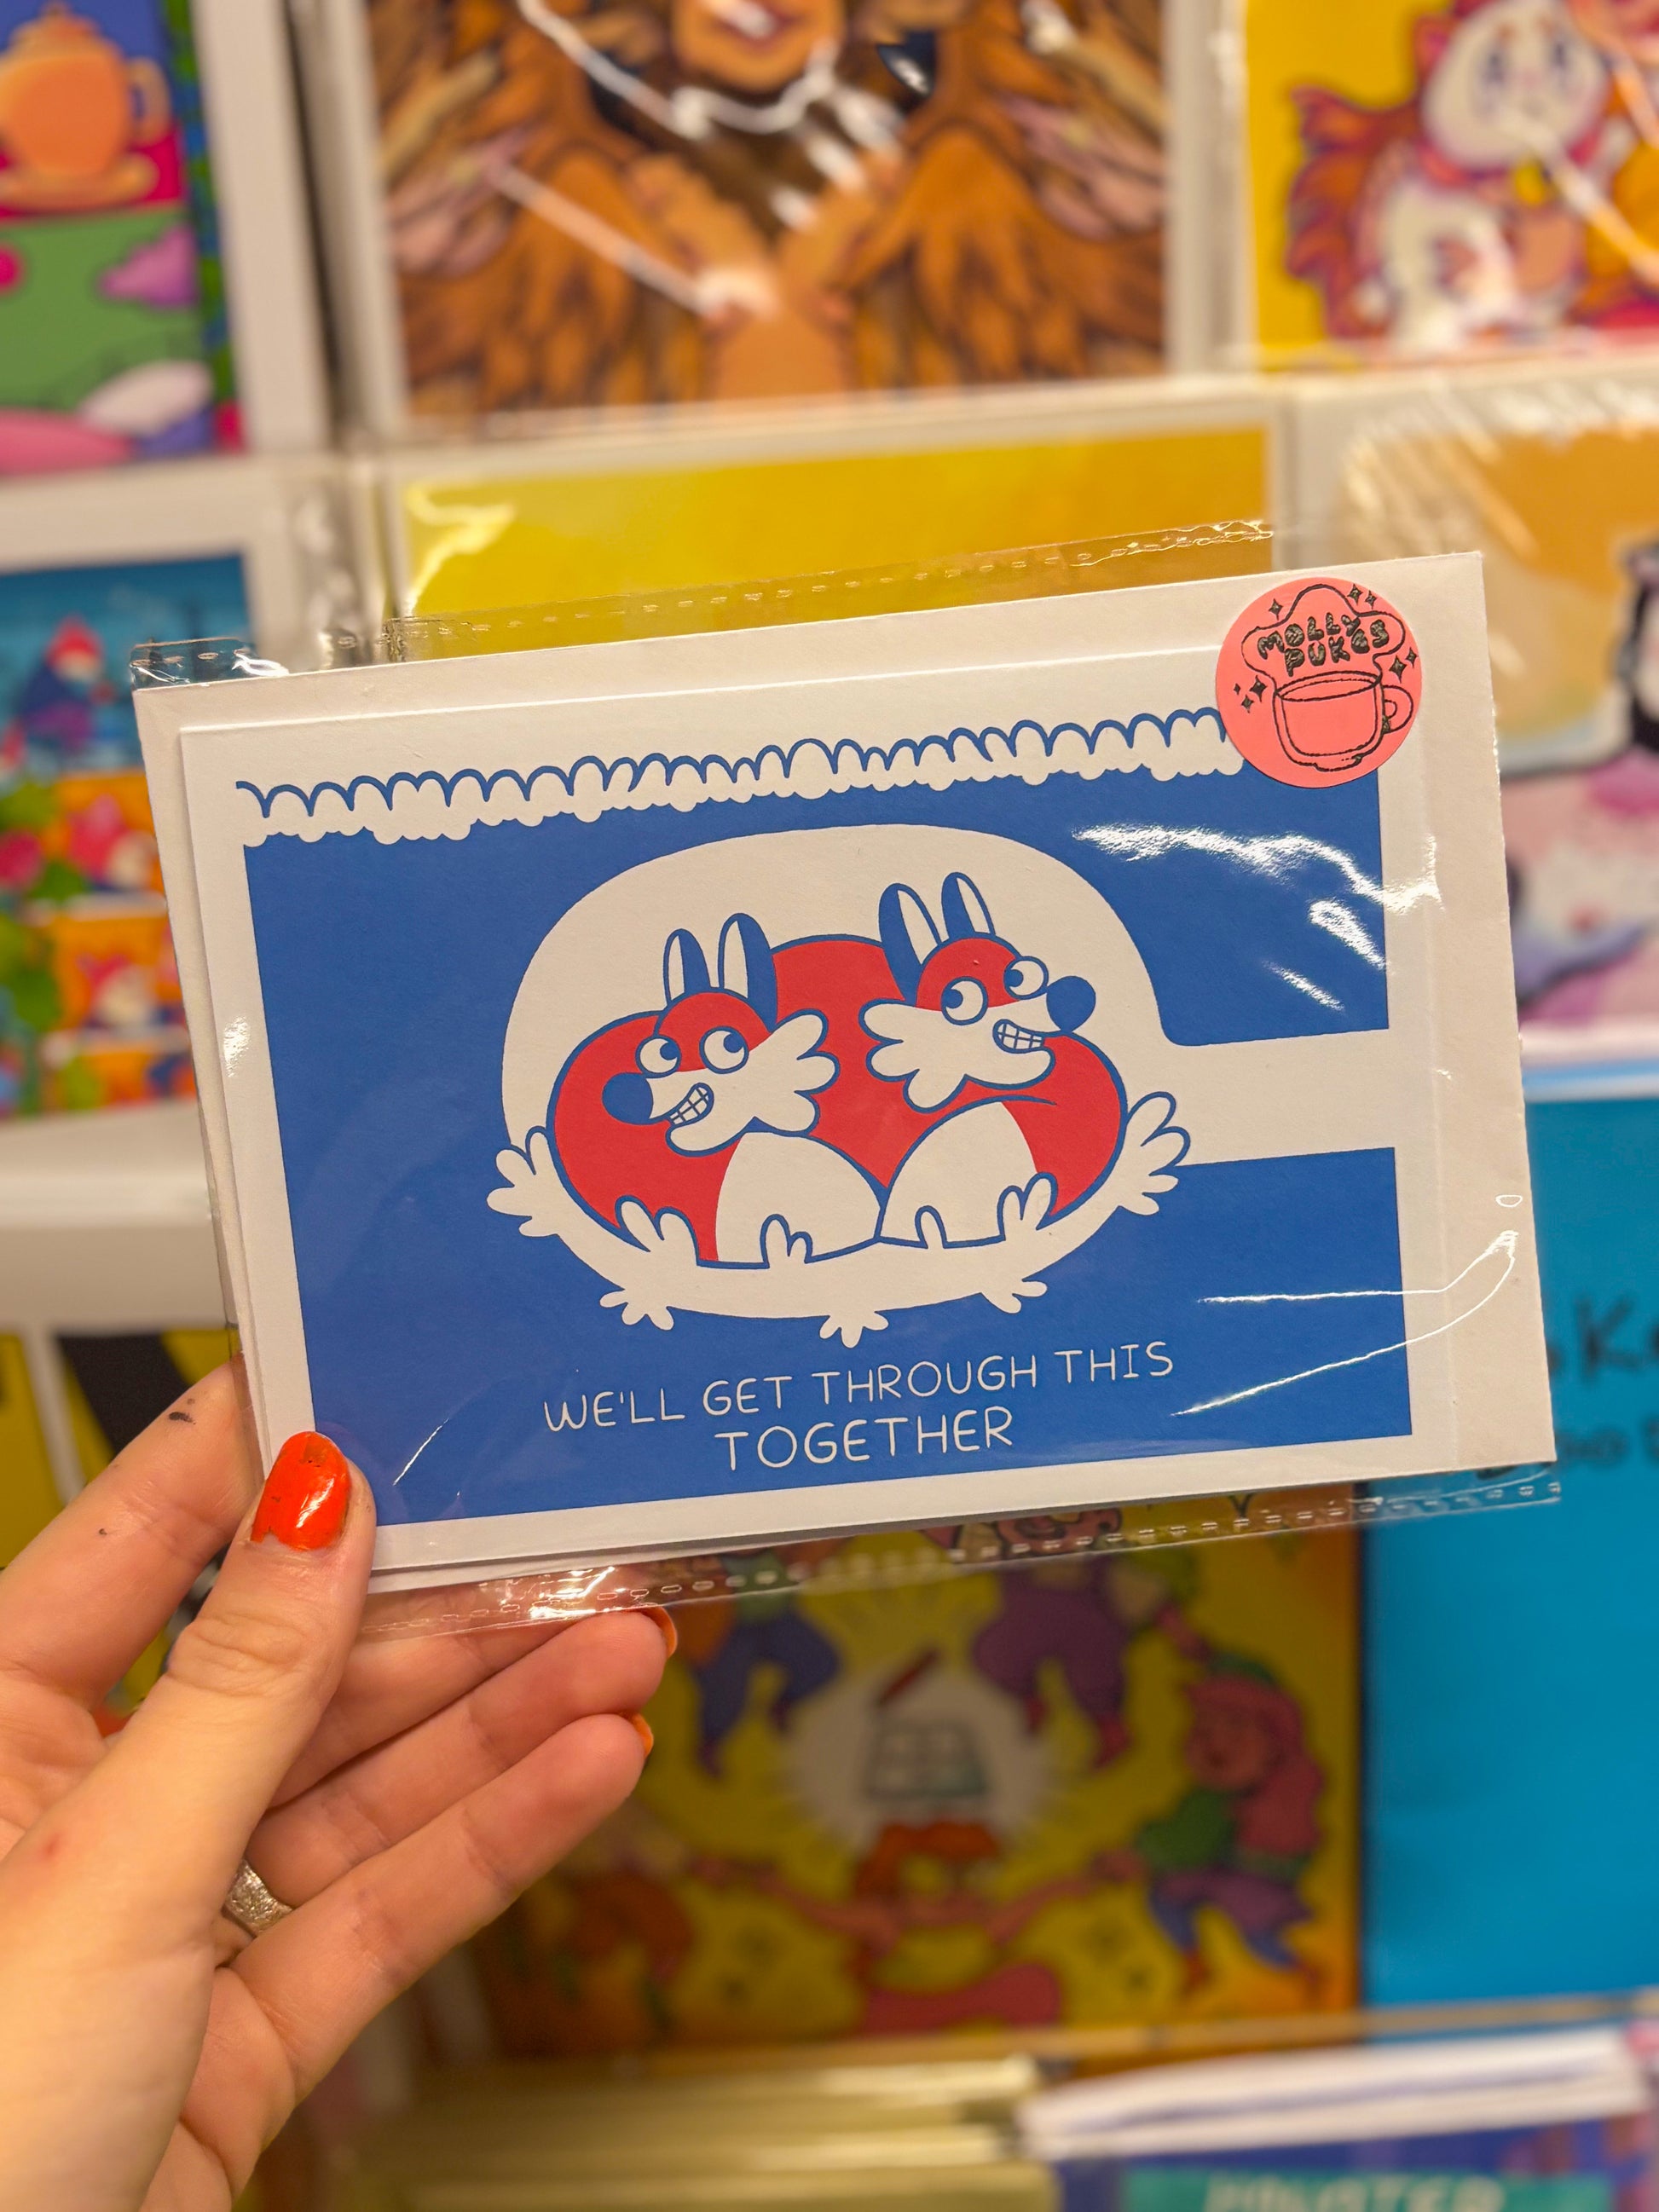 MOLLY
PUKES
WE'LL GET THROUGH THIS
TOGETHER